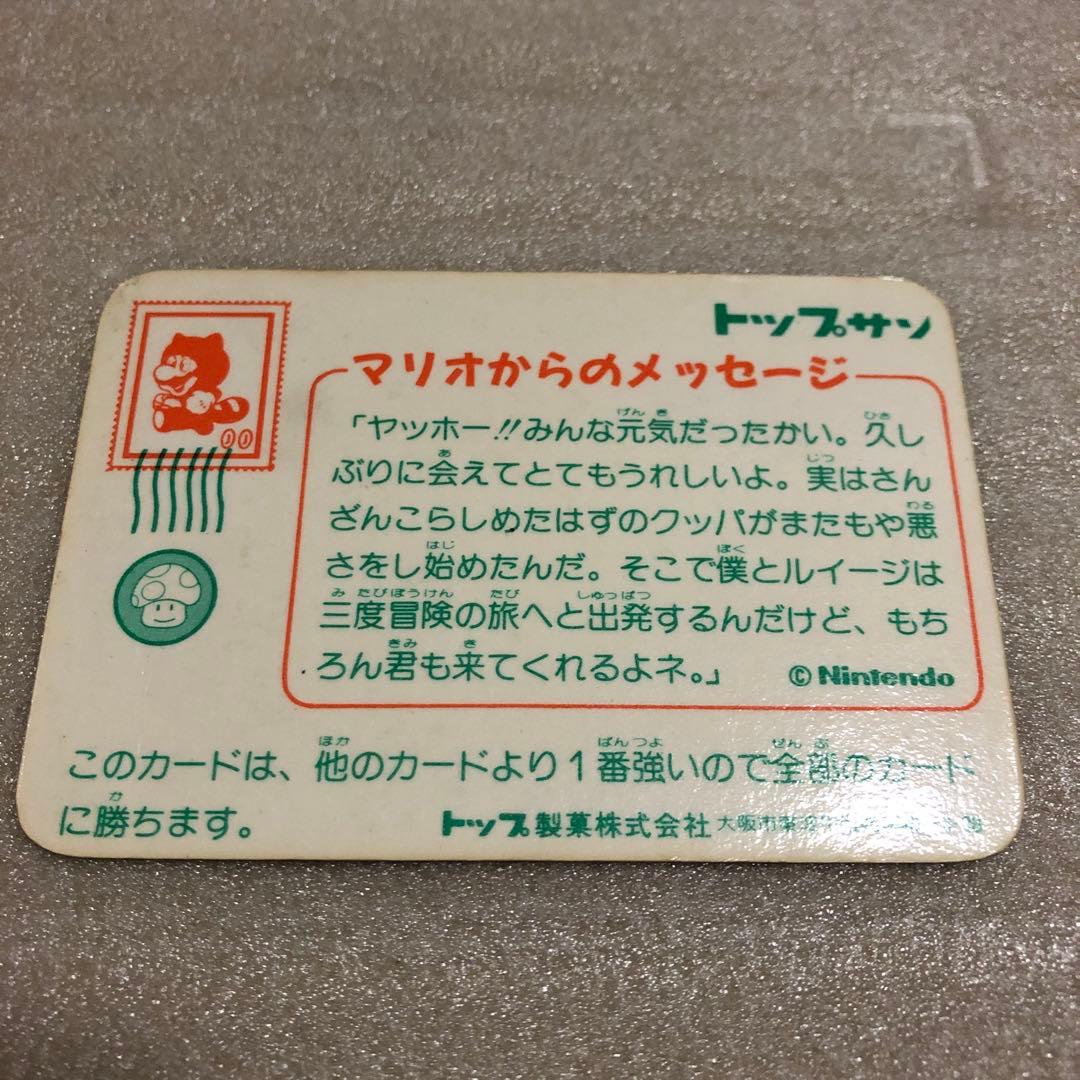 トップサン
マリオからのメッセージ
「ヤッホー!!みんな元気だったかい。久し
ぶりに会えてとてもうれしいよ。実はさん
ざんこらしめたはずのクッパがまたもや悪
さをし始めたんだ。そこで僕とルイージは
三度冒険の旅へと出発するんだけど、もち
ろん君も来てくれるよネ。」
©Nintendo
00
このカードは、他のカードより1番強いので全部のカード
に勝ちます。
トップ製菓株式会社 大阪市